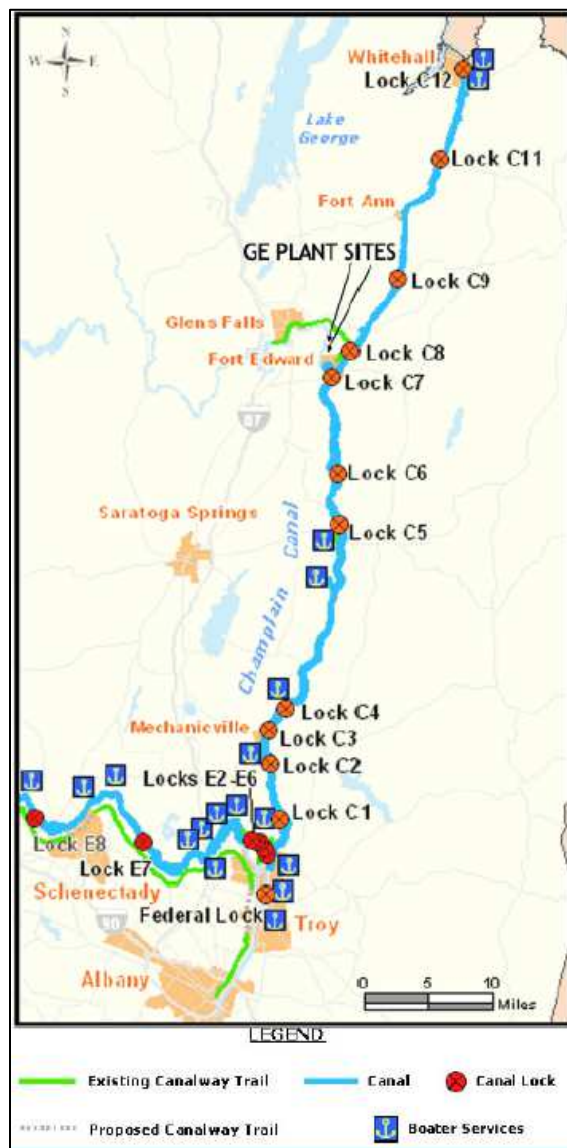 N
W E
S
Whitehall
Lock C12
Lake
George
Lock C11
Fort Ann
GE PLANT SITES
Lock C9
Glens Falls
Lock C8
Fort Edward
Lock C7
87
Lock C6
Saratoga Springs
Lock C5
Champlain Canal
Lock C4
Mechanicville
Lock C3
Locks E2-E6
Lock C2
Lock C1
Lock E8
Lock E7
Schenectady
Federal Lock
90
Troy
Albany
0 5 10
Miles
LEGEND
Existing Canalway Trail Canal Canal Lock
Proposed Canalway Trail Boater Services